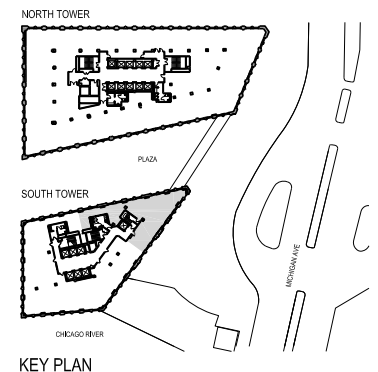 NORTH TOWER
PLAZA
SOUTH TOWER
MICHIGAN AVE
CHICAGO RIVER
KEY PLAN